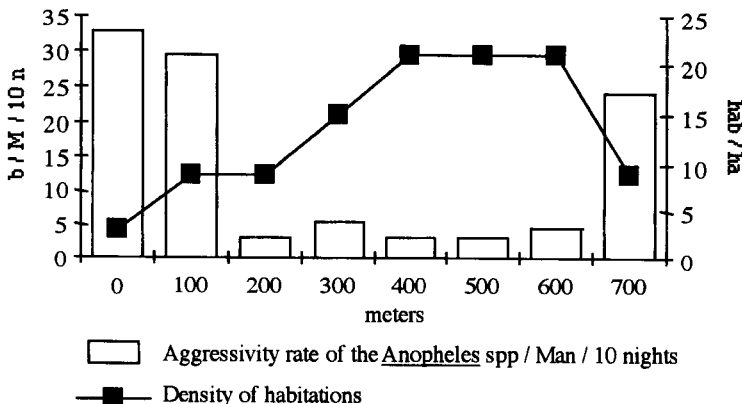 35
30
25
20
15
10
5
0
b / M / 10 n
25
20
15
10
5
0
hab / ha
0 100 200 300 400 500 600 700
meters
Aggressivity rate of the Anopheles spp / Man / 10 nights
Density of habitations